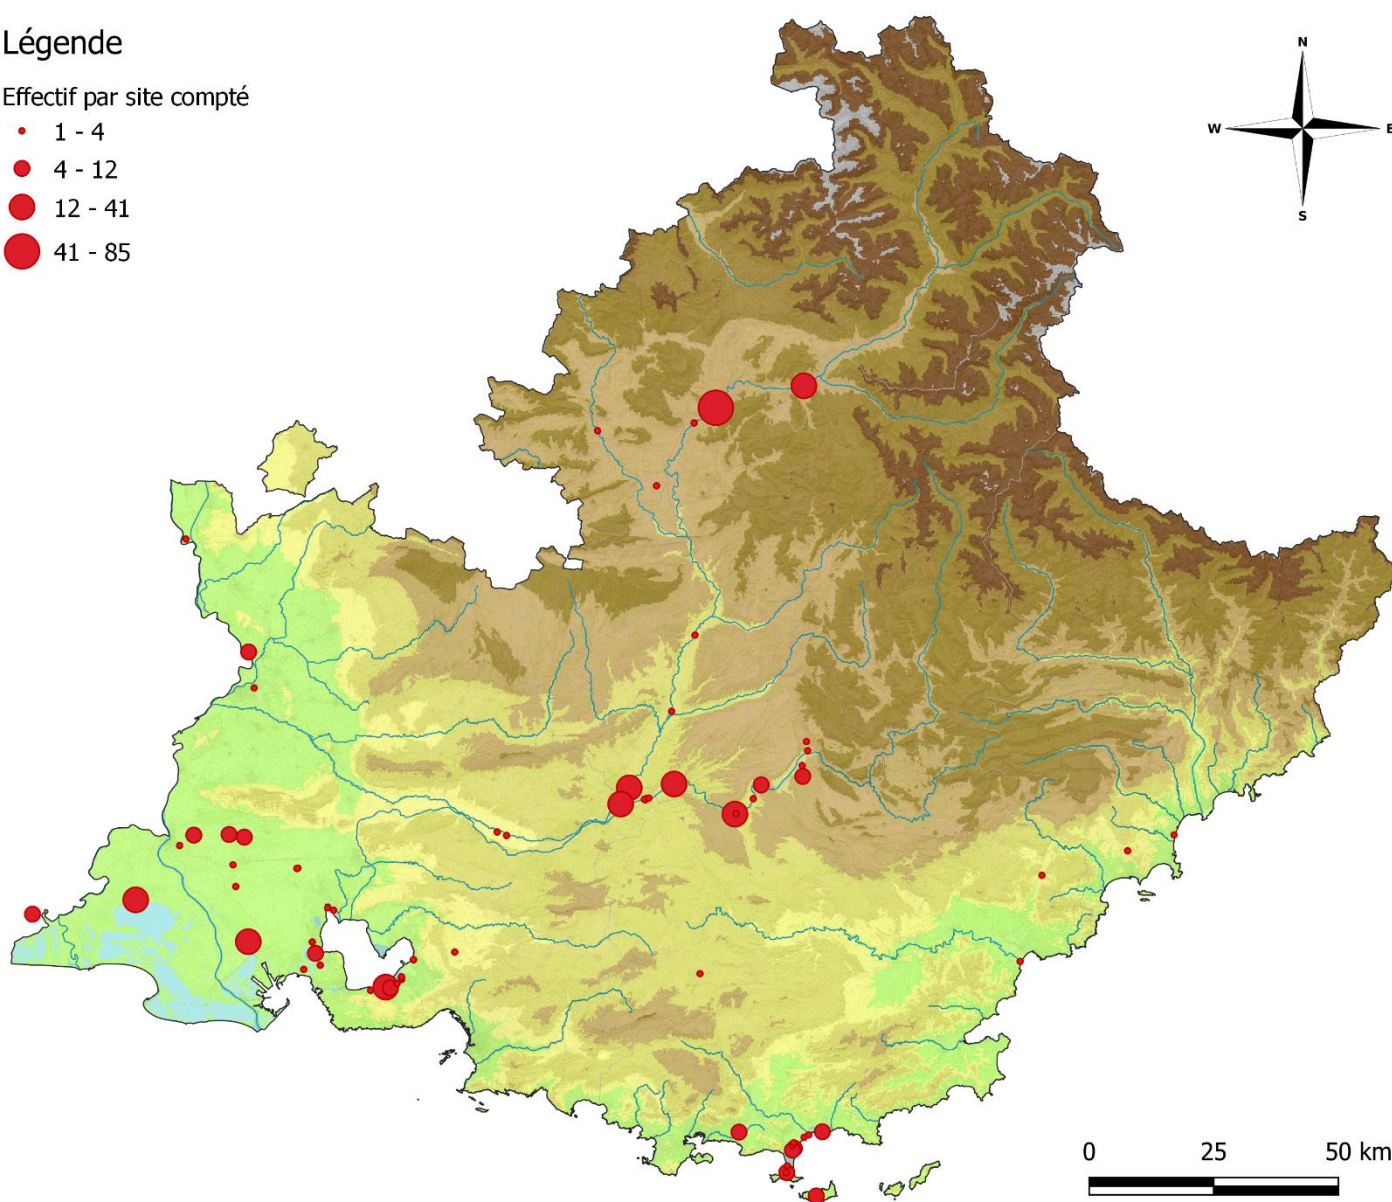 Légende
Effectif par site compté
1 - 4
4 - 12
12 - 41
41 - 85
N
W E
S
0 25 50 km